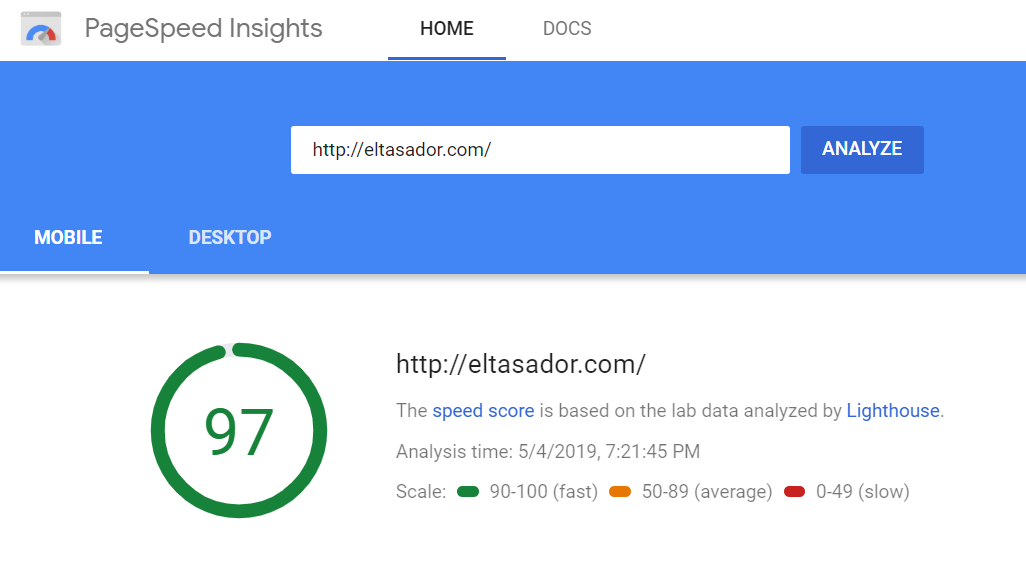 PageSpeed Insights HOME DOCS
http://eltasador.com/ ANALYZE
MOBILE DESKTOP
97
http://eltasador.com/
The speed score is based on the lab data analyzed by Lighthouse.
Analysis time: 5/4/2019, 7:21:45 PM
Scale: 90-100 (fast) 50-89 (average) 0-49 (slow)